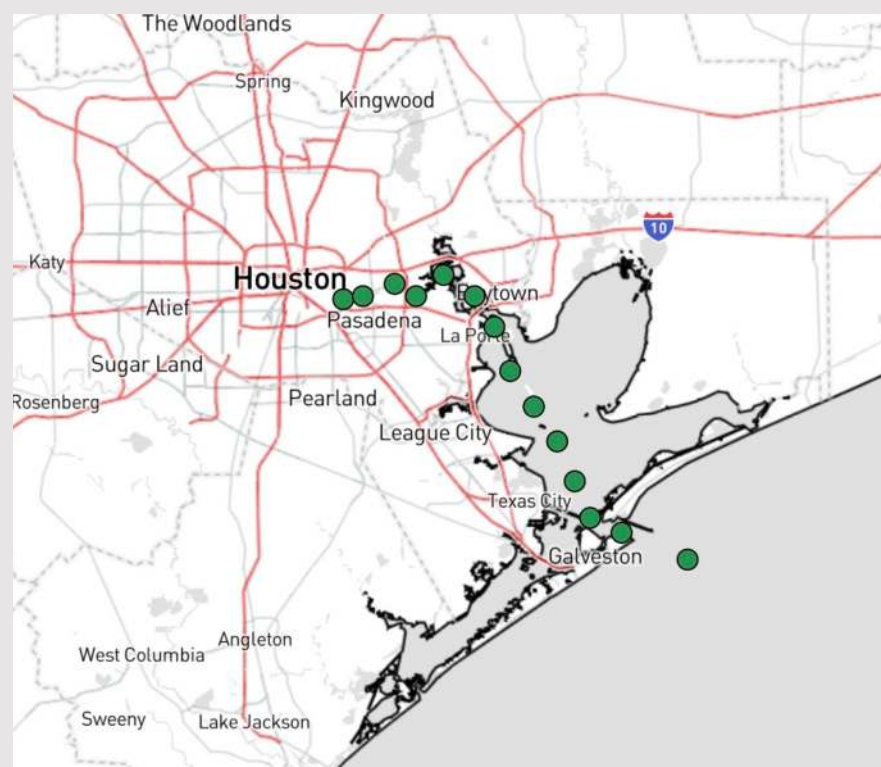 The Woodlands
Spring
Kingwood
10
Katy
Houston
Baytown
Alief
Pasadena
La Porte
Sugar Land
Pearland
Rosenberg
League City
Texas City
Galveston
Angleton
West Columbia
Sweeny
Lake Jackson